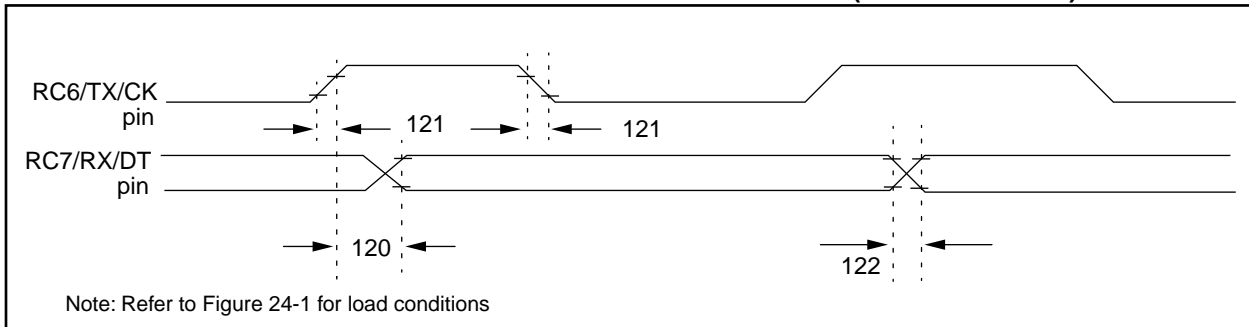 RC6/TX/CK
pin
121
121
RC7/RX/DT
pin
120
122
Note: Refer to Figure 24-1 for load conditions